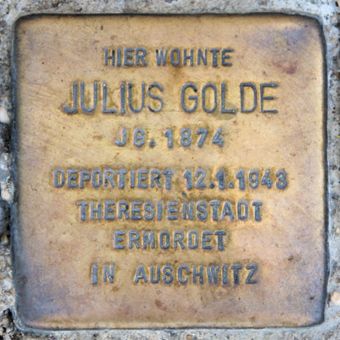 HIER WOHNTE
JULIUS GOLDE
JG. 1874
DEPORTIERT 12.1.1943
THERESIENSTADT
ERMORDET
IN AUSCHWITZ